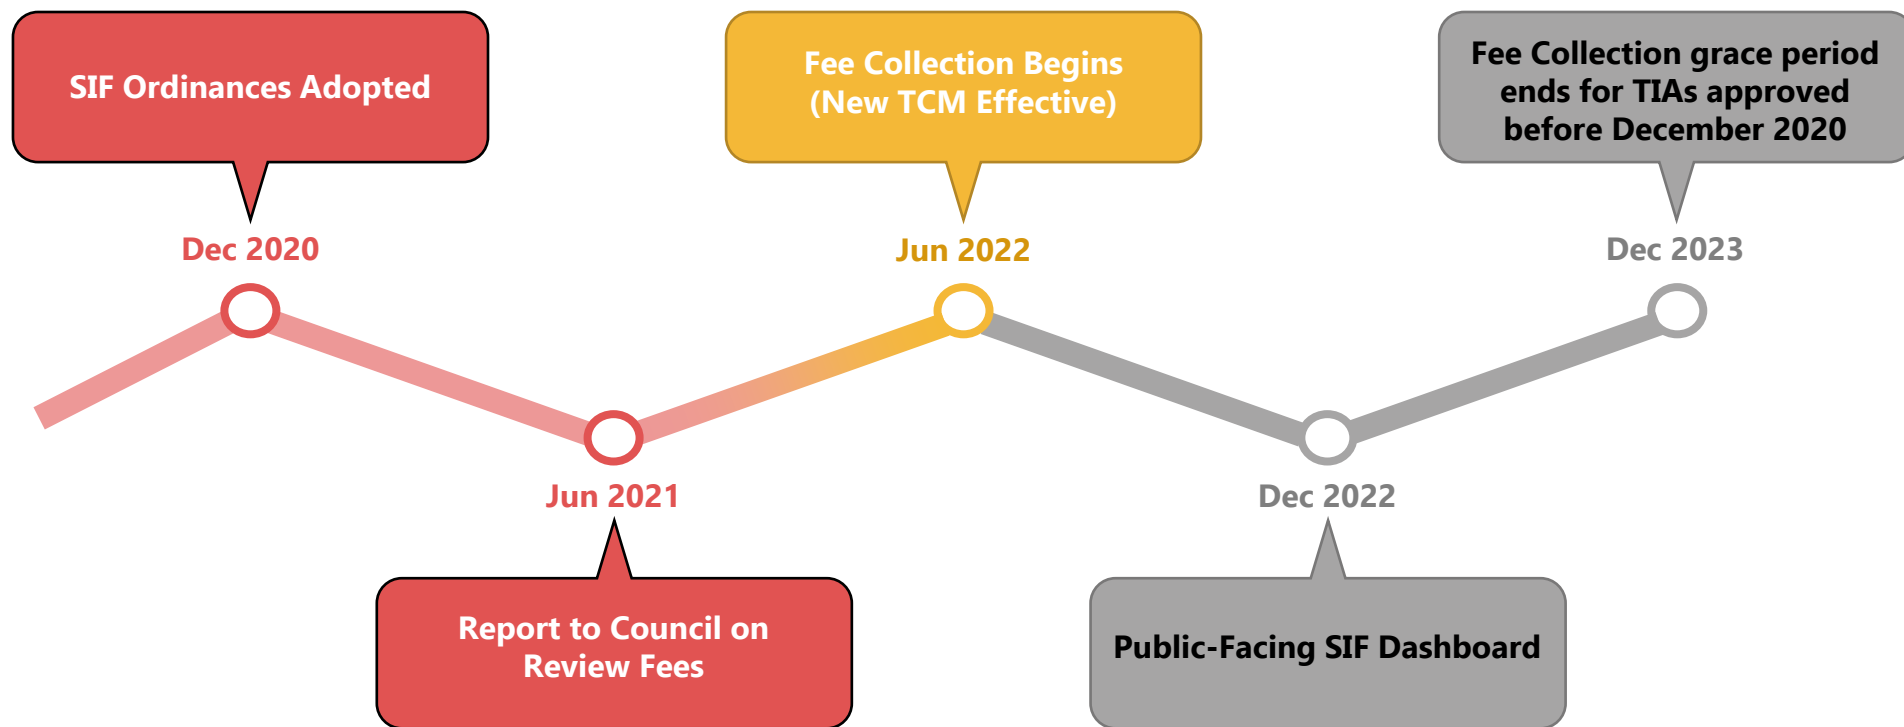 SIF Ordinances Adopted
Dec 2020
Jun 2021
Report to Council on
Review Fees
Fee Collection Begins
(New TCM Effective)
Jun 2022
Dec 2022
Public-Facing SIF Dashboard
Fee Collection grace period
ends for TIAs approved
before December 2020
Dec 2023